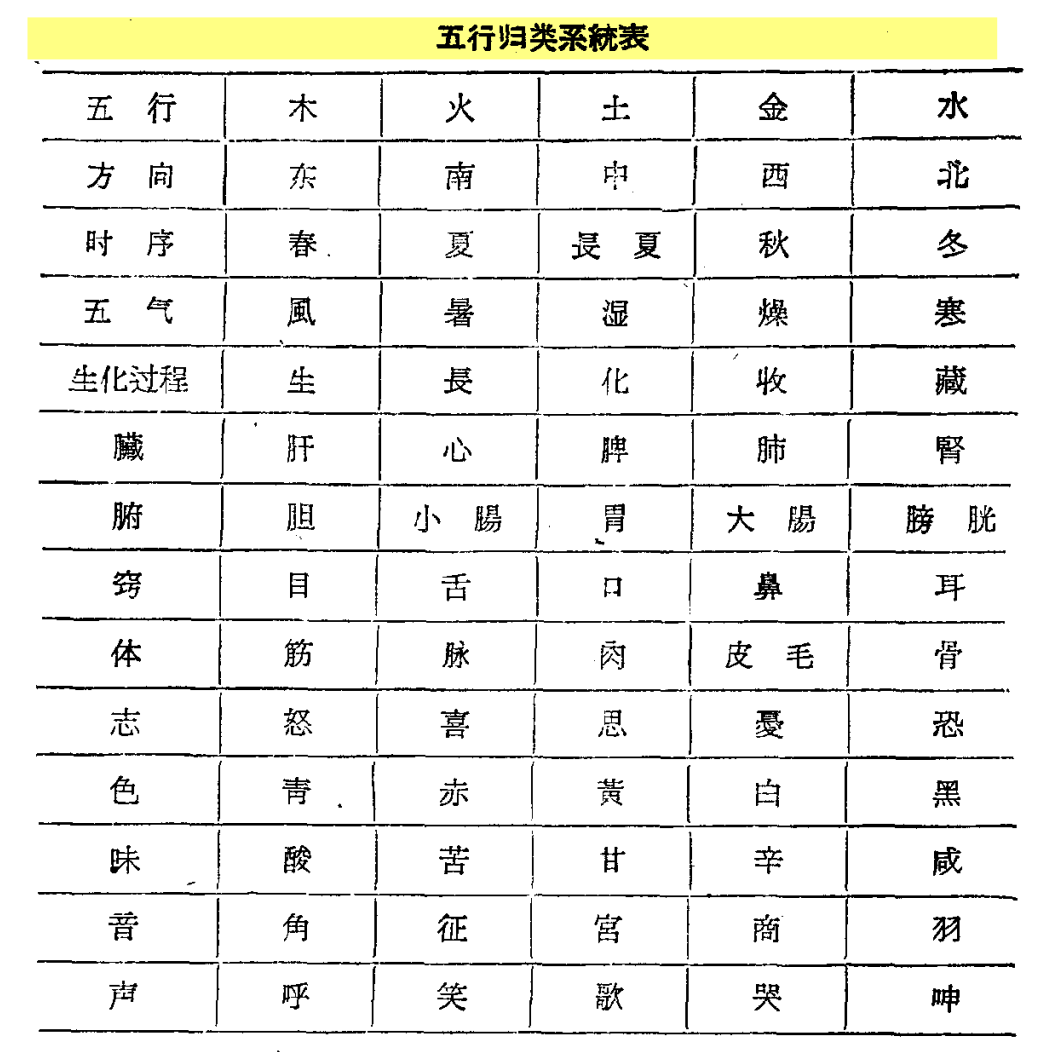 五行归类系統表
五行 木 火 土 金 水
方向 东 南 中 西 北
时序 春 夏 長夏 秋 冬
五气 風 暑 湿 燥 寒
生化过程 生 長 化 收 藏
臟 肝 心 脾 肺 腎
腑 胆 小腸 胃 大腸 膀胱
窍 目 舌 口 鼻 耳
体 筋 脉 肉 皮毛 骨
志 怒 喜 思 憂 恐
色 靑 赤 黃 白 黑
味 酸 苦 甘 辛 咸
音 角 征 宮 商 羽
声 呼 笑 歌 哭 呻